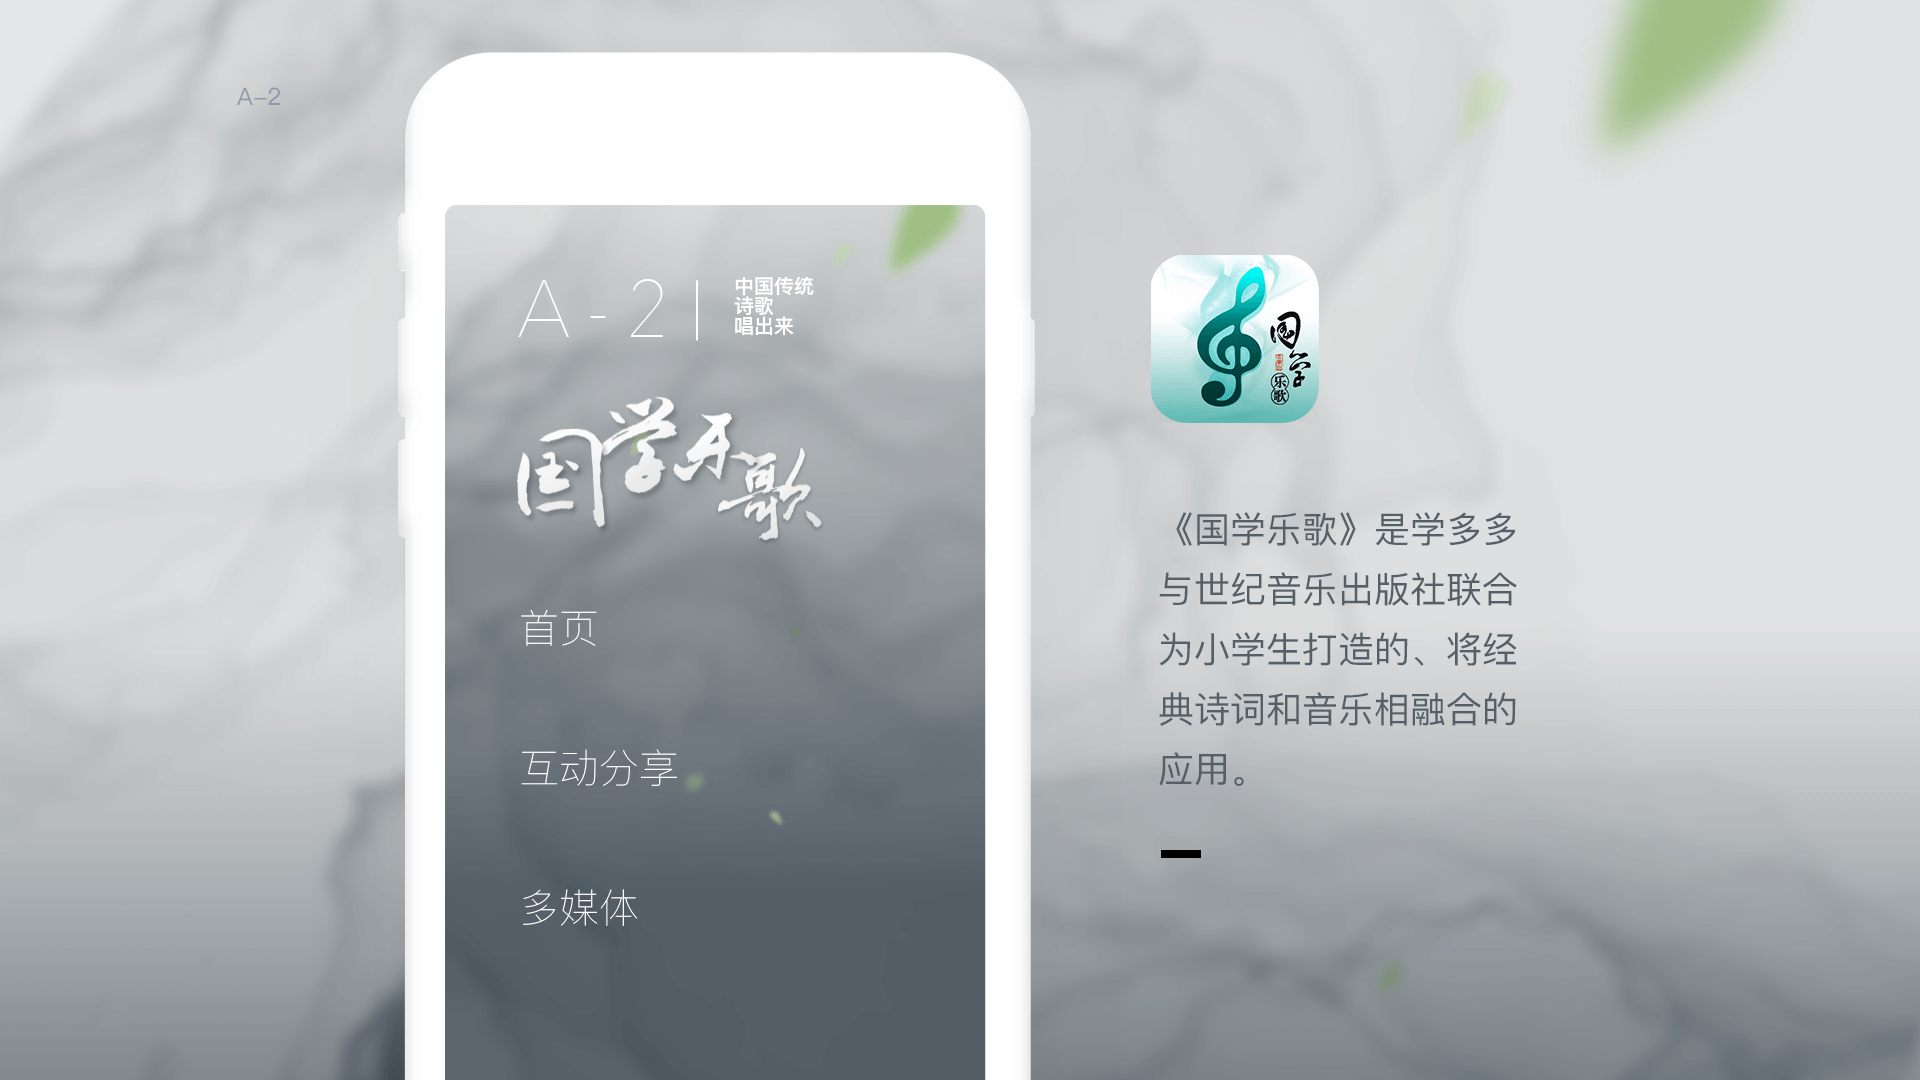 A-2
A-2
中国传统
诗歌
唱出来
国学乐歌
首页
互动分享
多媒体
国学
乐歌
《国学乐歌》是学多多
与世纪音乐出版社联合
为小学生打造的、将经
典诗词和音乐相融合的
应用。